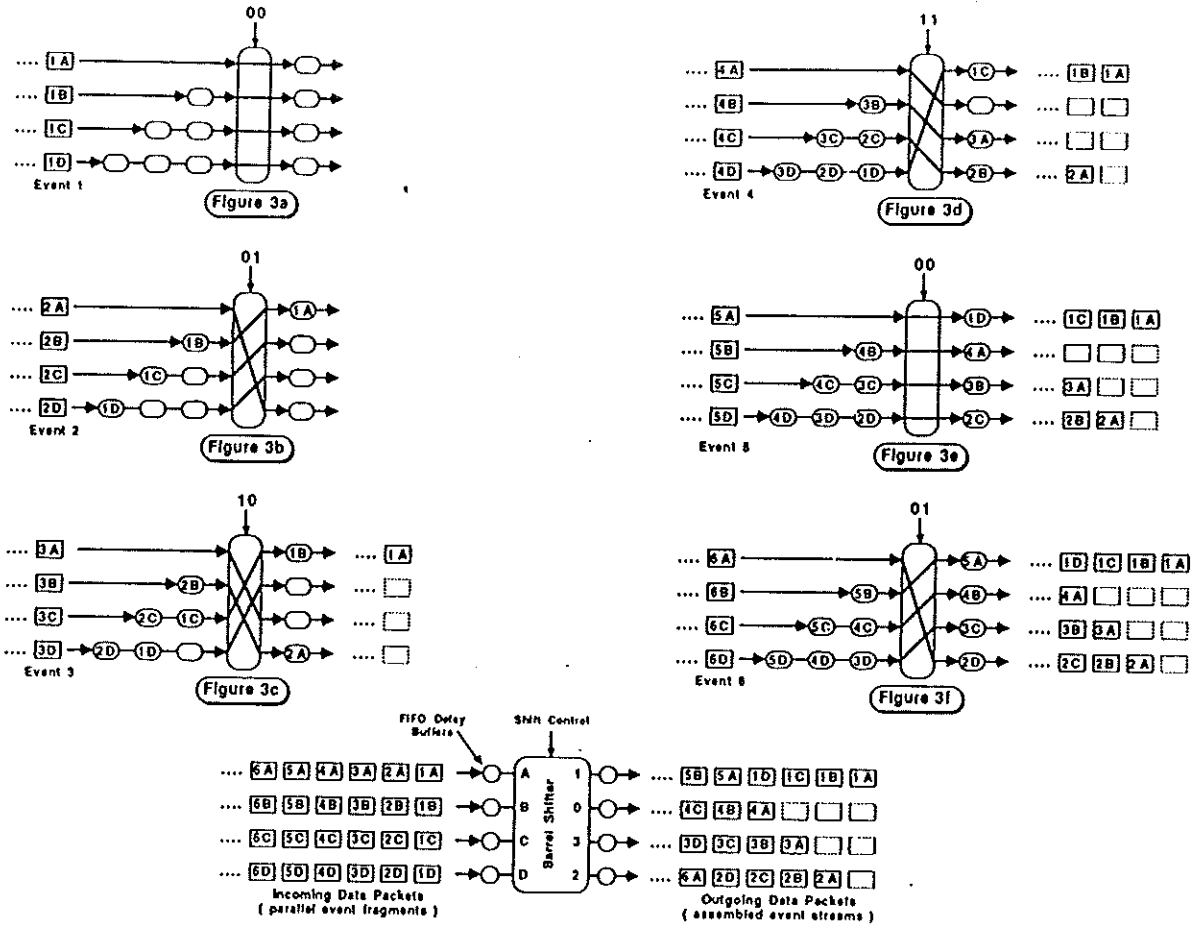 00
.... 1A
.... 1B
.... 1C
.... 1D
Event 1
Figure 3a
01
.... 2A 1A
.... 2B 1B
.... 2C 1C
.... 2D 1D
Event 2
Figure 3b
10
.... 3A 1B .... 1A
.... 3B 2B ....
.... 3C 2C 1C ....
.... 3D 2D 1D 2A ....
Event 3
Figure 3c
11
.... 4A 1C .... 1B 1A
.... 4B 3B ....
.... 4C 3C 2C 3A ....
.... 4D 3D 2D 1D 2B .... 2A
Event 4
Figure 3d
00
.... 5A 1D .... 1C 1B 1A
.... 5B 4B 4A ....
.... 5C 4C 3C 3B .... 3A
.... 5D 4D 3D 2D 2C .... 2B 2A
Event 5
Figure 3e
01
.... 6A 5A .... 1D 1C 1B 1A
.... 6B 5B 4B .... 4A
.... 6C 5C 4C 3C .... 3B 3A
.... 6D 5D 4D 3D 2D .... 2C 2B 2A
Event 6
Figure 3f
FIFO Delay
Buffers
Shift Control
.... 6A 5A 4A 3A 2A 1A A 1 .... 5B 5A 1D 1C 1B 1A
.... 6B 5B 4B 3B 2B 1B B 0 .... 4C 4B 4A
.... 6C 5C 4C 3C 2C 1C C 3 .... 3D 3C 3B 3A
.... 6D 5D 4D 3D 2D 1D D 2 .... 6A 2D 2C 2B 2A
Barrel Shifter
Incoming Data Packets
( parallel event fragments )
Outgoing Data Packets
( assembled event streams )